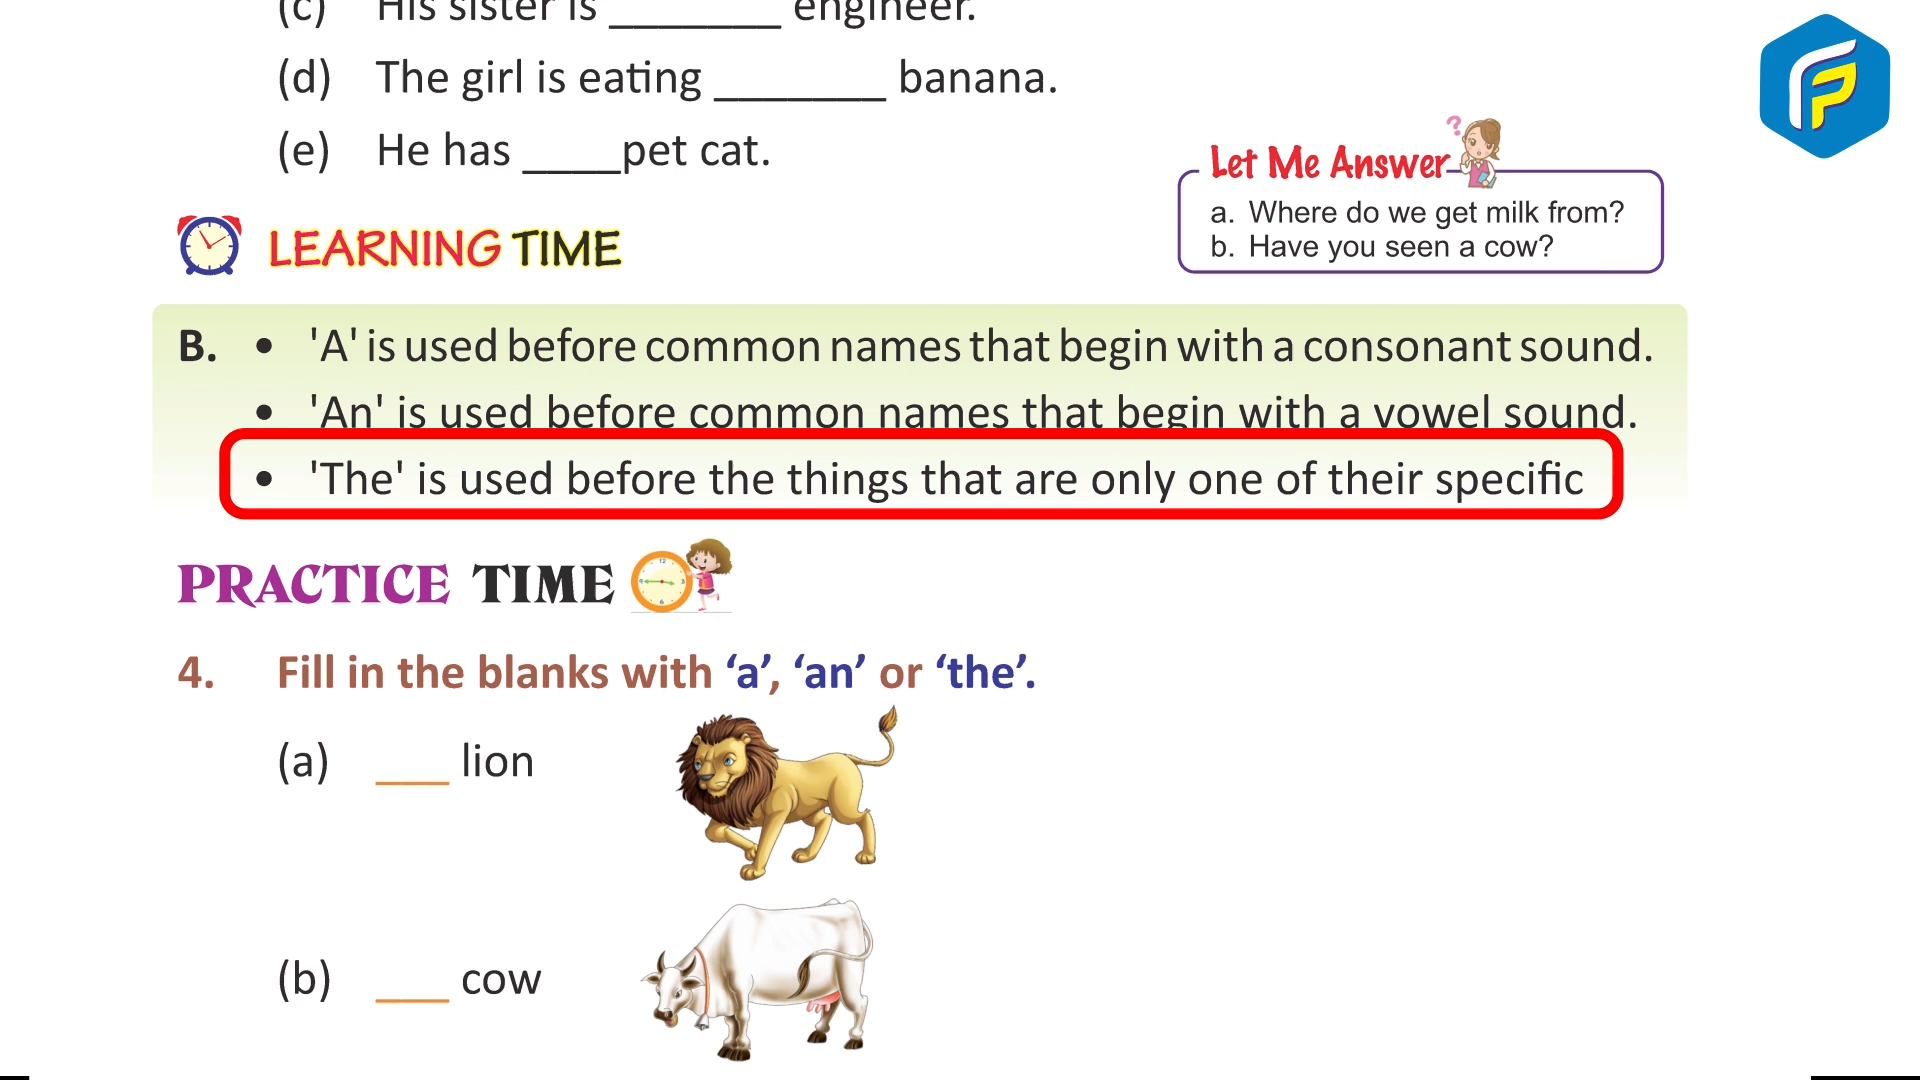 (c) His sister is _______ engineer.
(d) The girl is eating _______ banana.
(e) He has ____pet cat.
Let Me Answer
a. Where do we get milk from?
b. Have you seen a cow?
LEARNING TIME
B. • 'A' is used before common names that begin with a consonant sound.
• 'An' is used before common names that begin with a vowel sound.
• 'The' is used before the things that are only one of their specific
PRACTICE TIME
4. Fill in the blanks with ‘a’, ‘an’ or ‘the’.
(a) ___ lion
(b) ___ cow